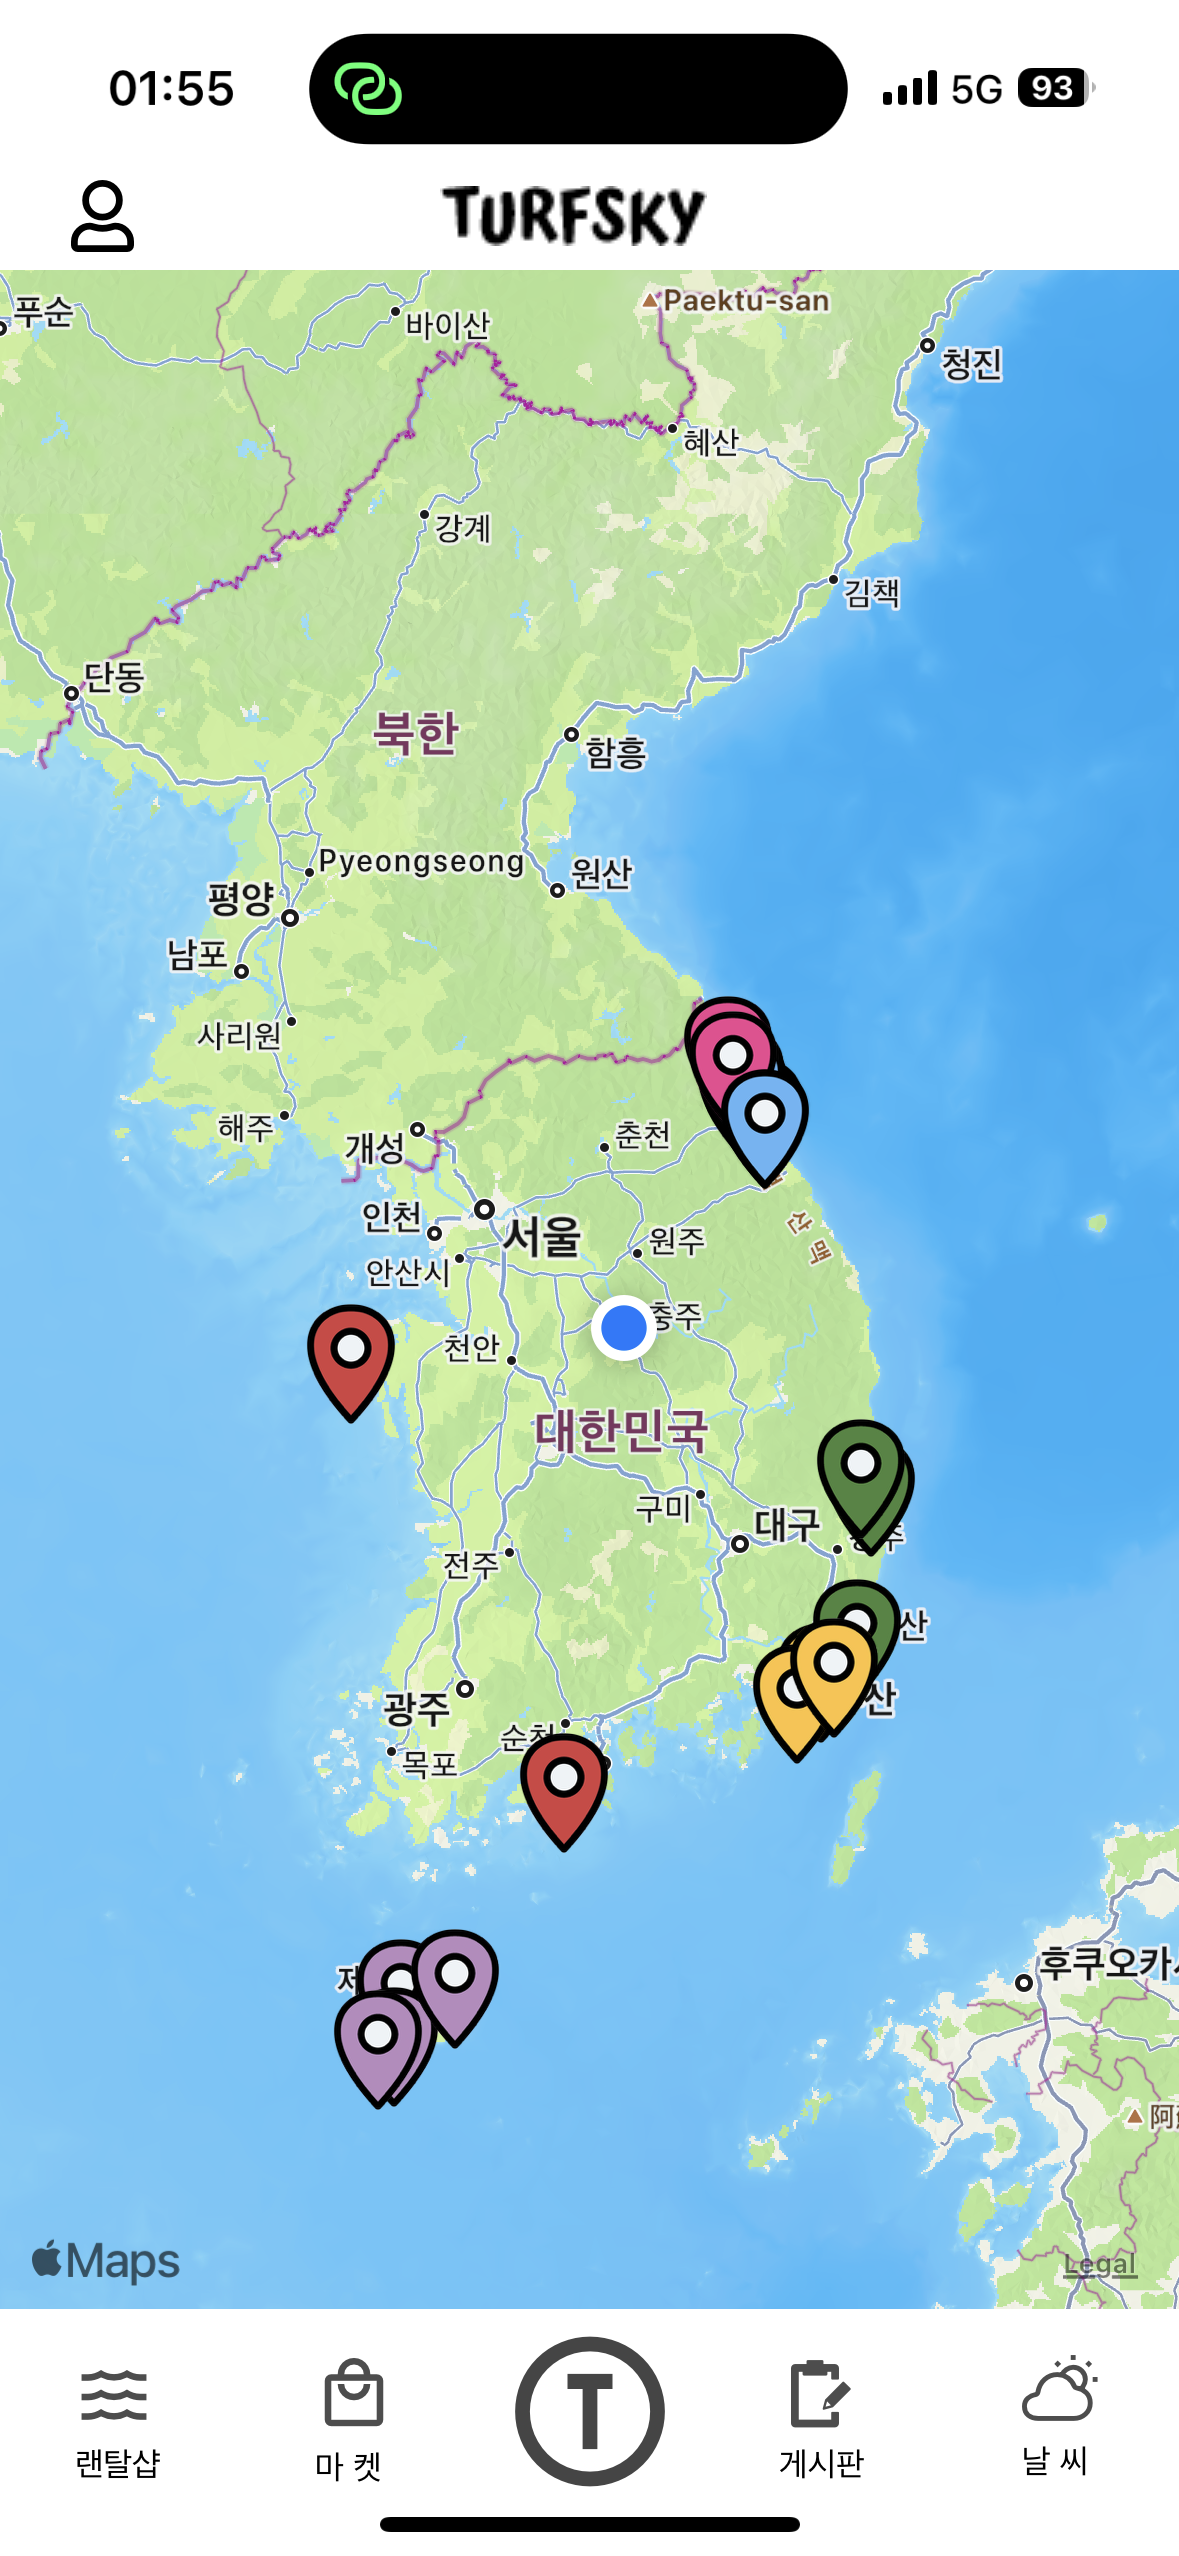 01:55
5G
93
TURFSKY
Paektu-san
푸순
바이산
청진
혜산
강계
김책
단동
북한
함흥
Pyeongseong
원산
평양
남포
사리원
해주
개성
춘천
인천
서울
원주
안산시
산
맥
충주
천안
대한민국
구미
대구
전주
산
산
광주
순천
목포
후쿠오카
Maps
Legal
T
랜탈샵
마 켓
게시판
날 씨